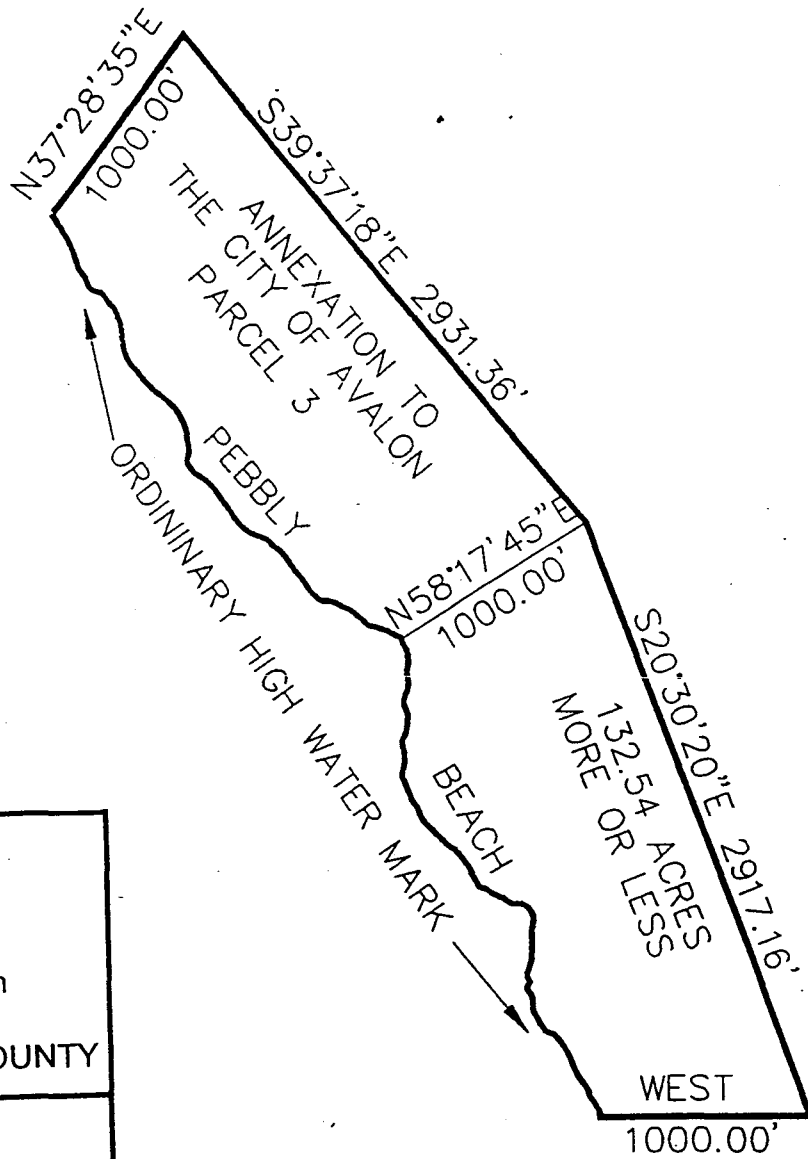 N37°28'35"E
1000.00'
S39°37'18"E 2931.36'
ANNEXATION TO
THE CITY OF AVALON
PARCEL 3
PEBBLY
ORDININARY HIGH WATER MARK
N58°17'45"E
1000.00'
S20°30'20"E 2917.16'
132.54 ACRES
MORE OR LESS
BEACH
OUNTY
WEST
1000.00'